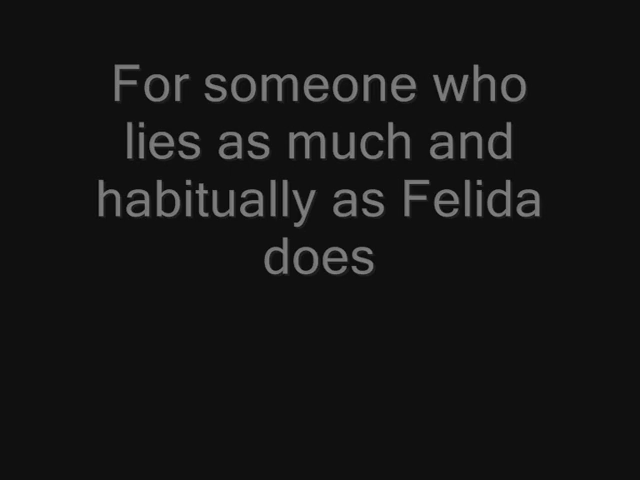 For someone who
lies as much and
habitually as Felida
does